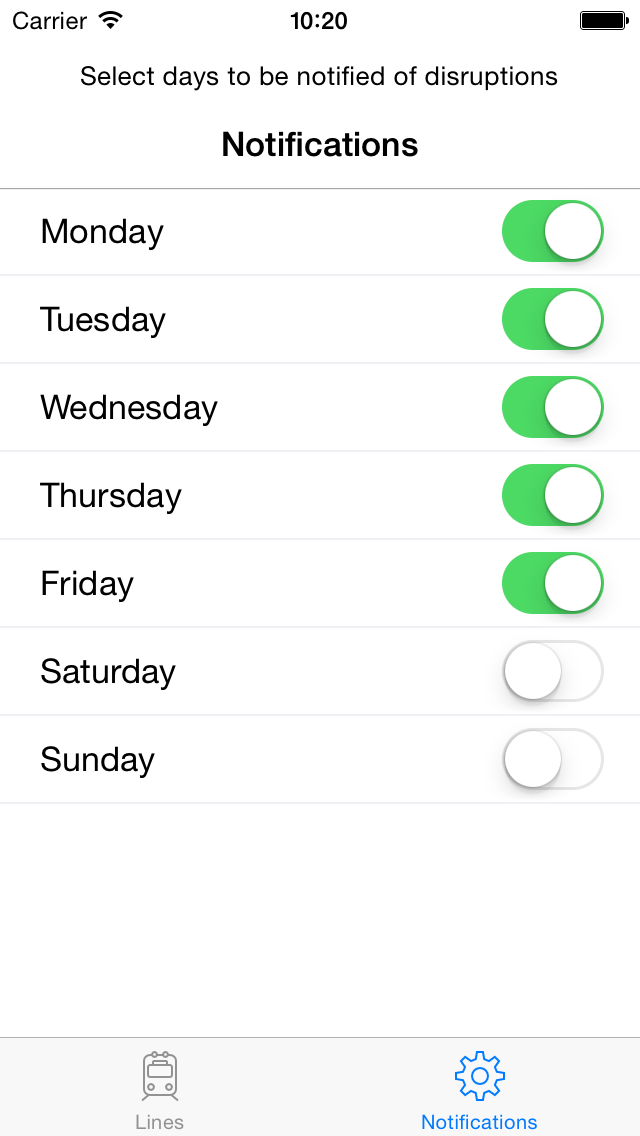 Carrier 10:20
Select days to be notified of disruptions
Notifications
Monday
Tuesday
Wednesday
Thursday
Friday
Saturday
Sunday
Lines Notifications